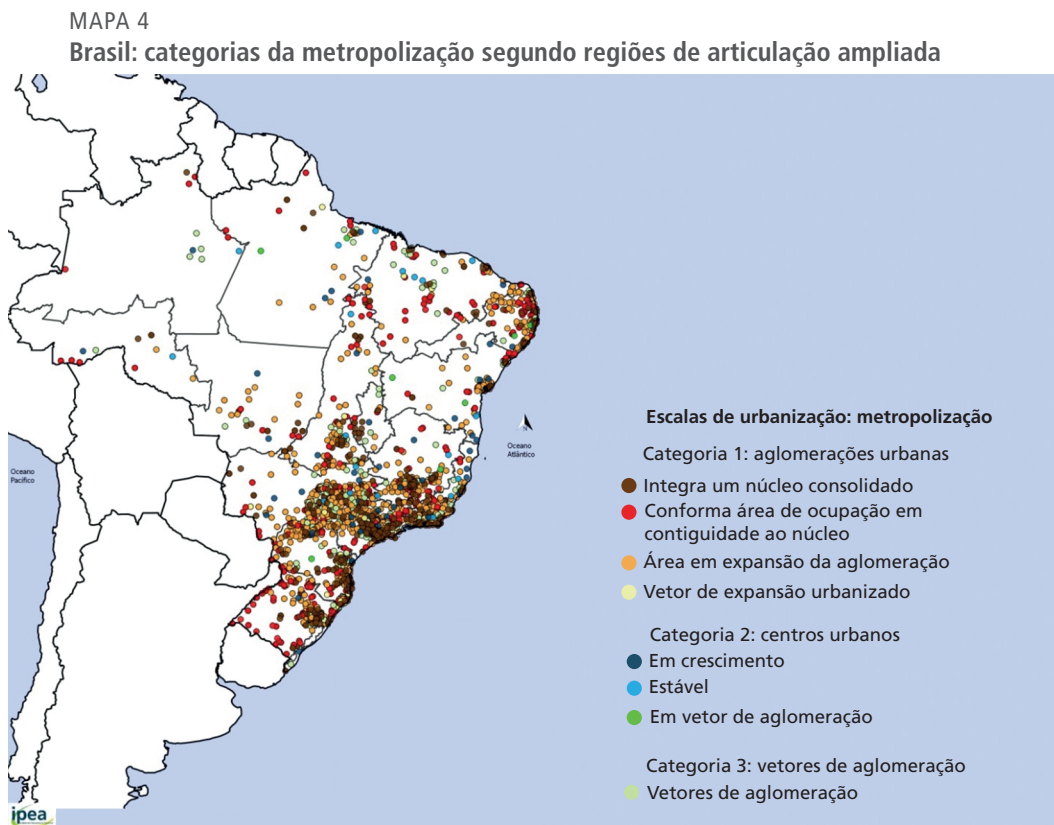 MAPA 4
Brasil: categorias da metropolização segundo regiões de articulação ampliada
Oceano
Pacífico
Oceano
Atlântico
Escalas de urbanização: metropolização
Categoria 1: aglomerações urbanas
Integra um núcleo consolidado
Conforma área de ocupação em
contiguidade ao núcleo
Área em expansão da aglomeração
Vetor de expansão urbanizado
Categoria 2: centros urbanos
Em crescimento
Estável
Em vetor de aglomeração
Categoria 3: vetores de aglomeração
Vetores de aglomeração
ipea